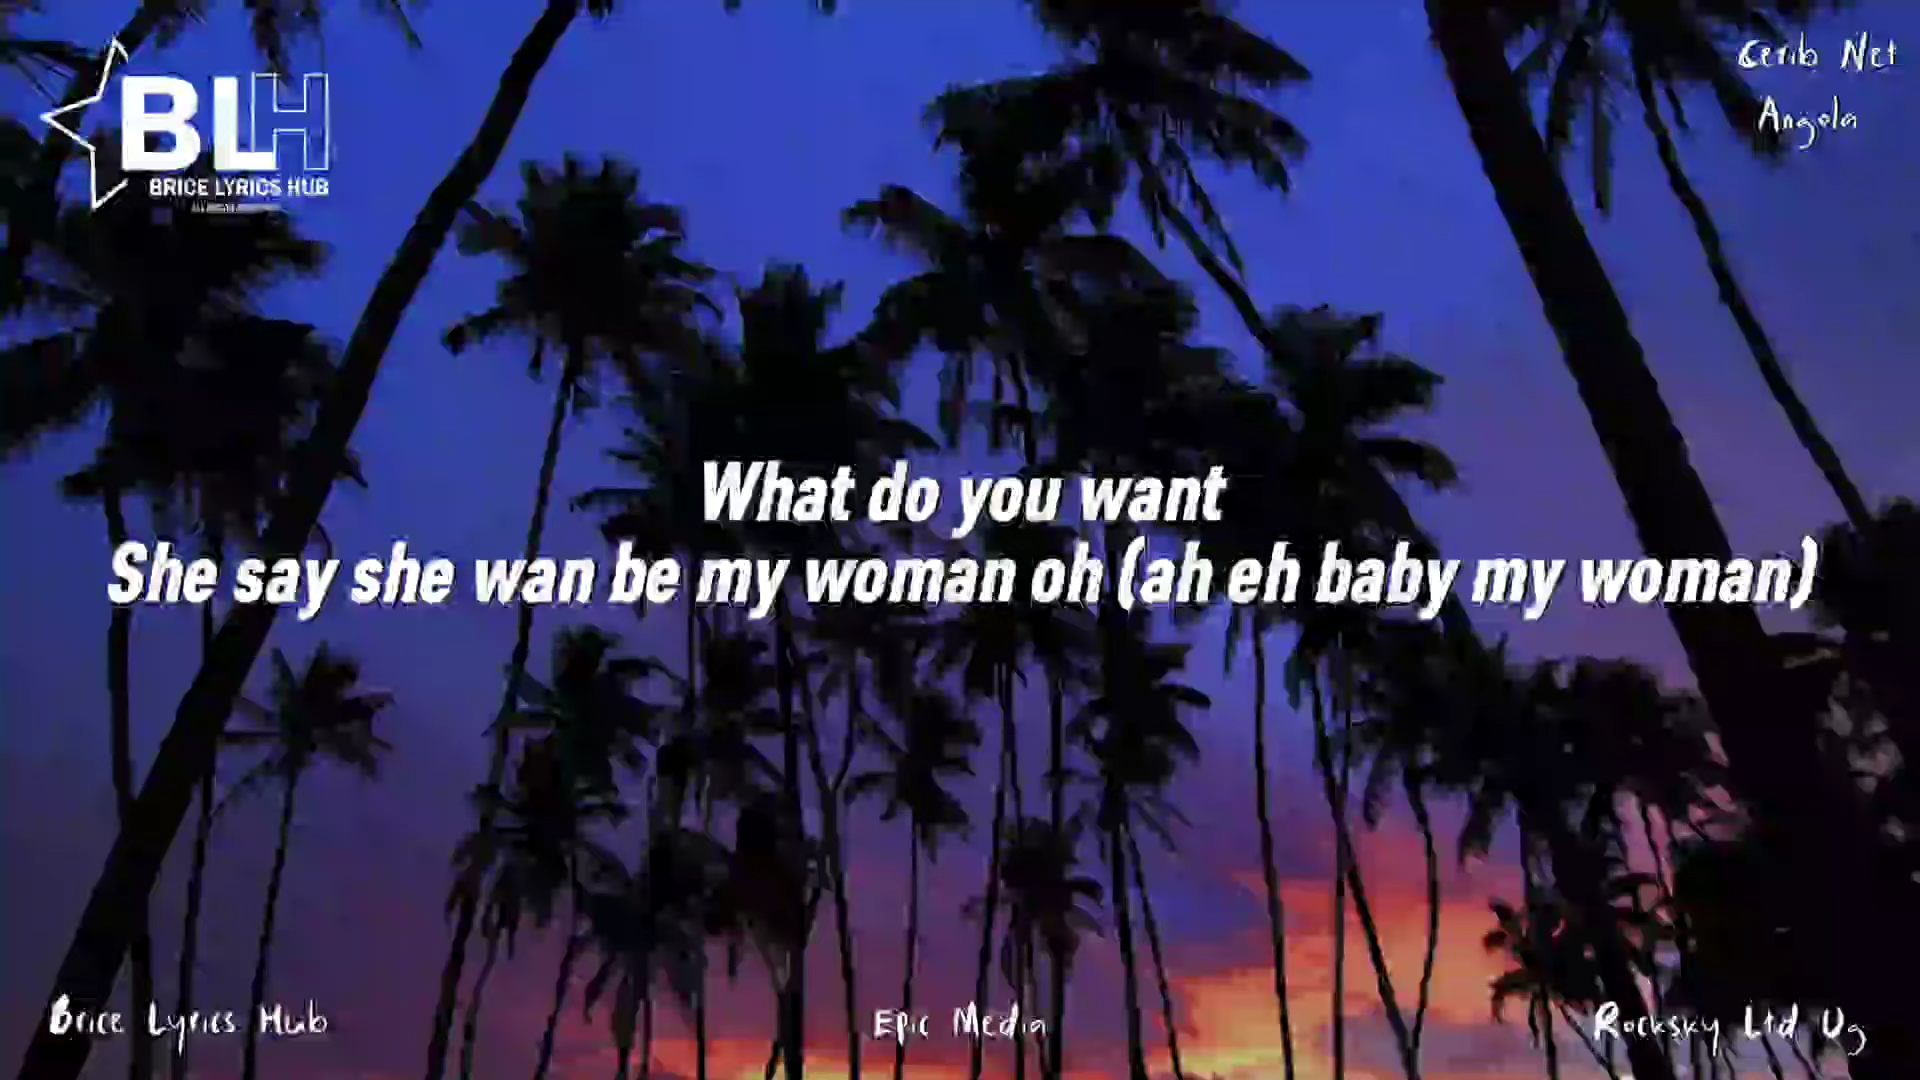 BLH
BRICE LYRICS HUB
Cerib Net
Angola
What do you want
She say she wan be my woman oh (ah eh baby my woman)
Brice Lyrics Hub
Epic Media
Rocksky Ltd Ug